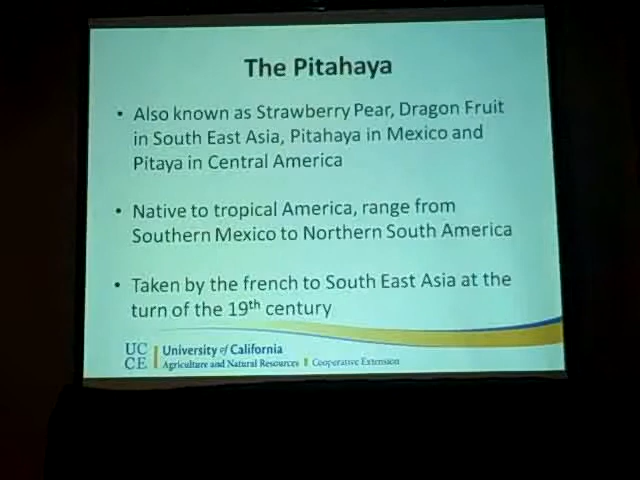 The Pitahaya
• Also known as Strawberry Pear, Dragon Fruit
in South East Asia, Pitahaya in Mexico and
Pitaya in Central America
• Native to tropical America, range from
Southern Mexico to Northern South America
• Taken by the french to South East Asia at the
turn of the 19th century
UC
CE
University of California
Agriculture and Natural Resources Cooperative Extension